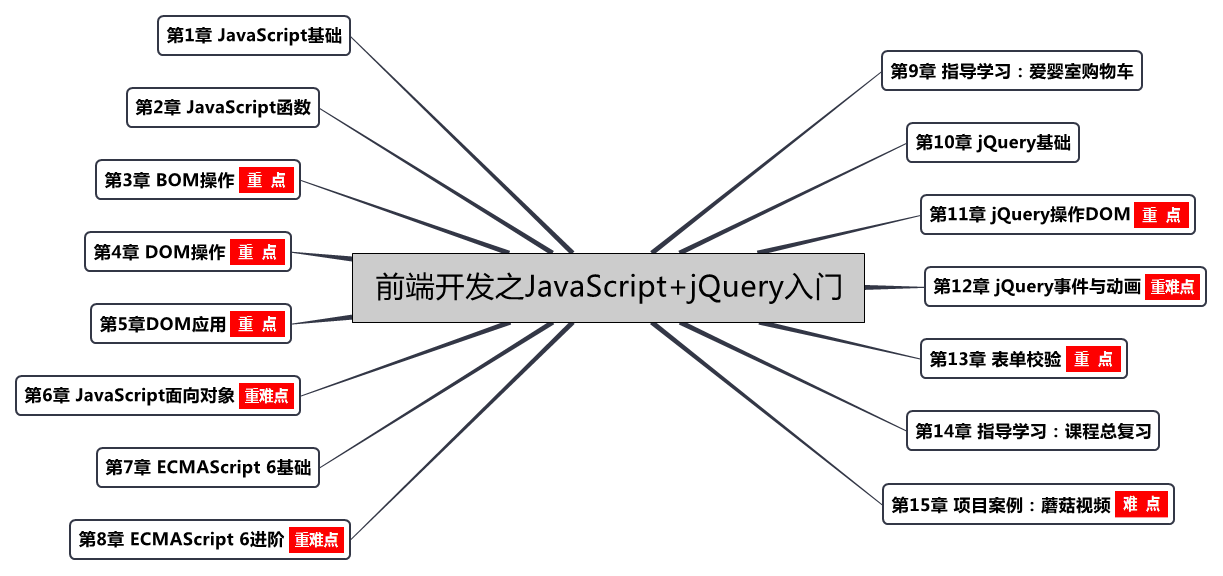 第1章 JavaScript基础
第2章 JavaScript函数
第3章 BOM操作 重 点
第4章 DOM操作 重 点
第5章DOM应用 重 点
第6章 JavaScript面向对象 重难点
第7章 ECMAScript 6基础
第8章 ECMAScript 6进阶 重难点
前端开发之JavaScript+jQuery入门
第9章 指导学习：爱婴室购物车
第10章 jQuery基础
第11章 jQuery操作DOM 重 点
第12章 jQuery事件与动画 重难点
第13章 表单校验 重 点
第14章 指导学习：课程总复习
第15章 项目案例：蘑菇视频 难 点